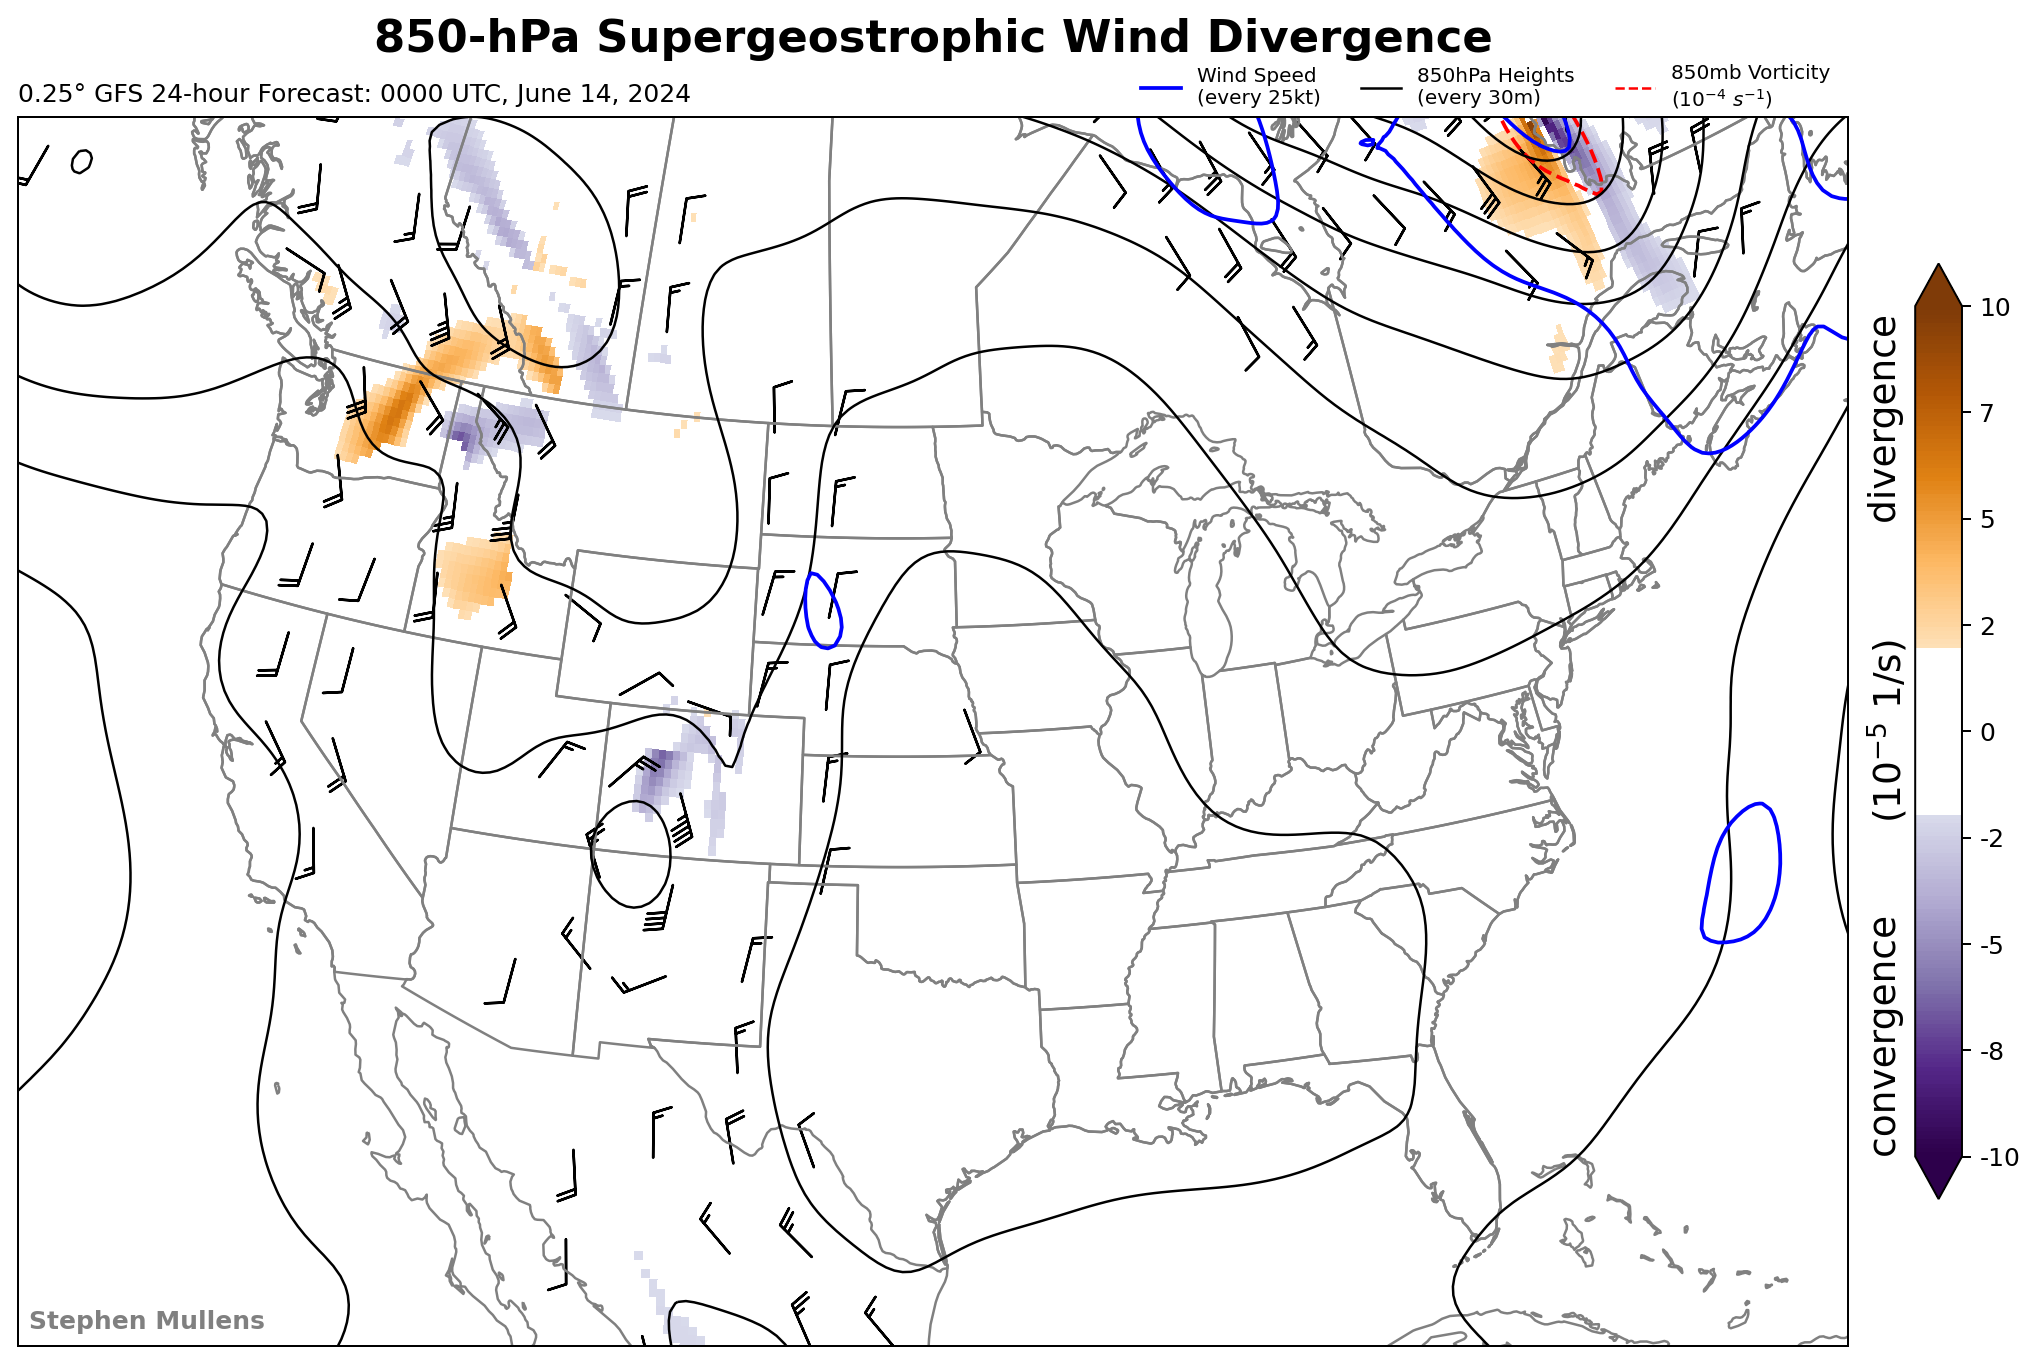 850-hPa Supergeostrophic Wind Divergence
0.25° GFS 24-hour Forecast: 0000 UTC, June 14, 2024
Wind Speed
(every 25kt)
850hPa Heights
(every 30m)
850mb Vorticity
(10⁻⁴ s⁻¹)
10
7
5
2
0
-2
-5
-8
-10
convergence (10⁻⁵ 1/s) divergence
Stephen Mullens